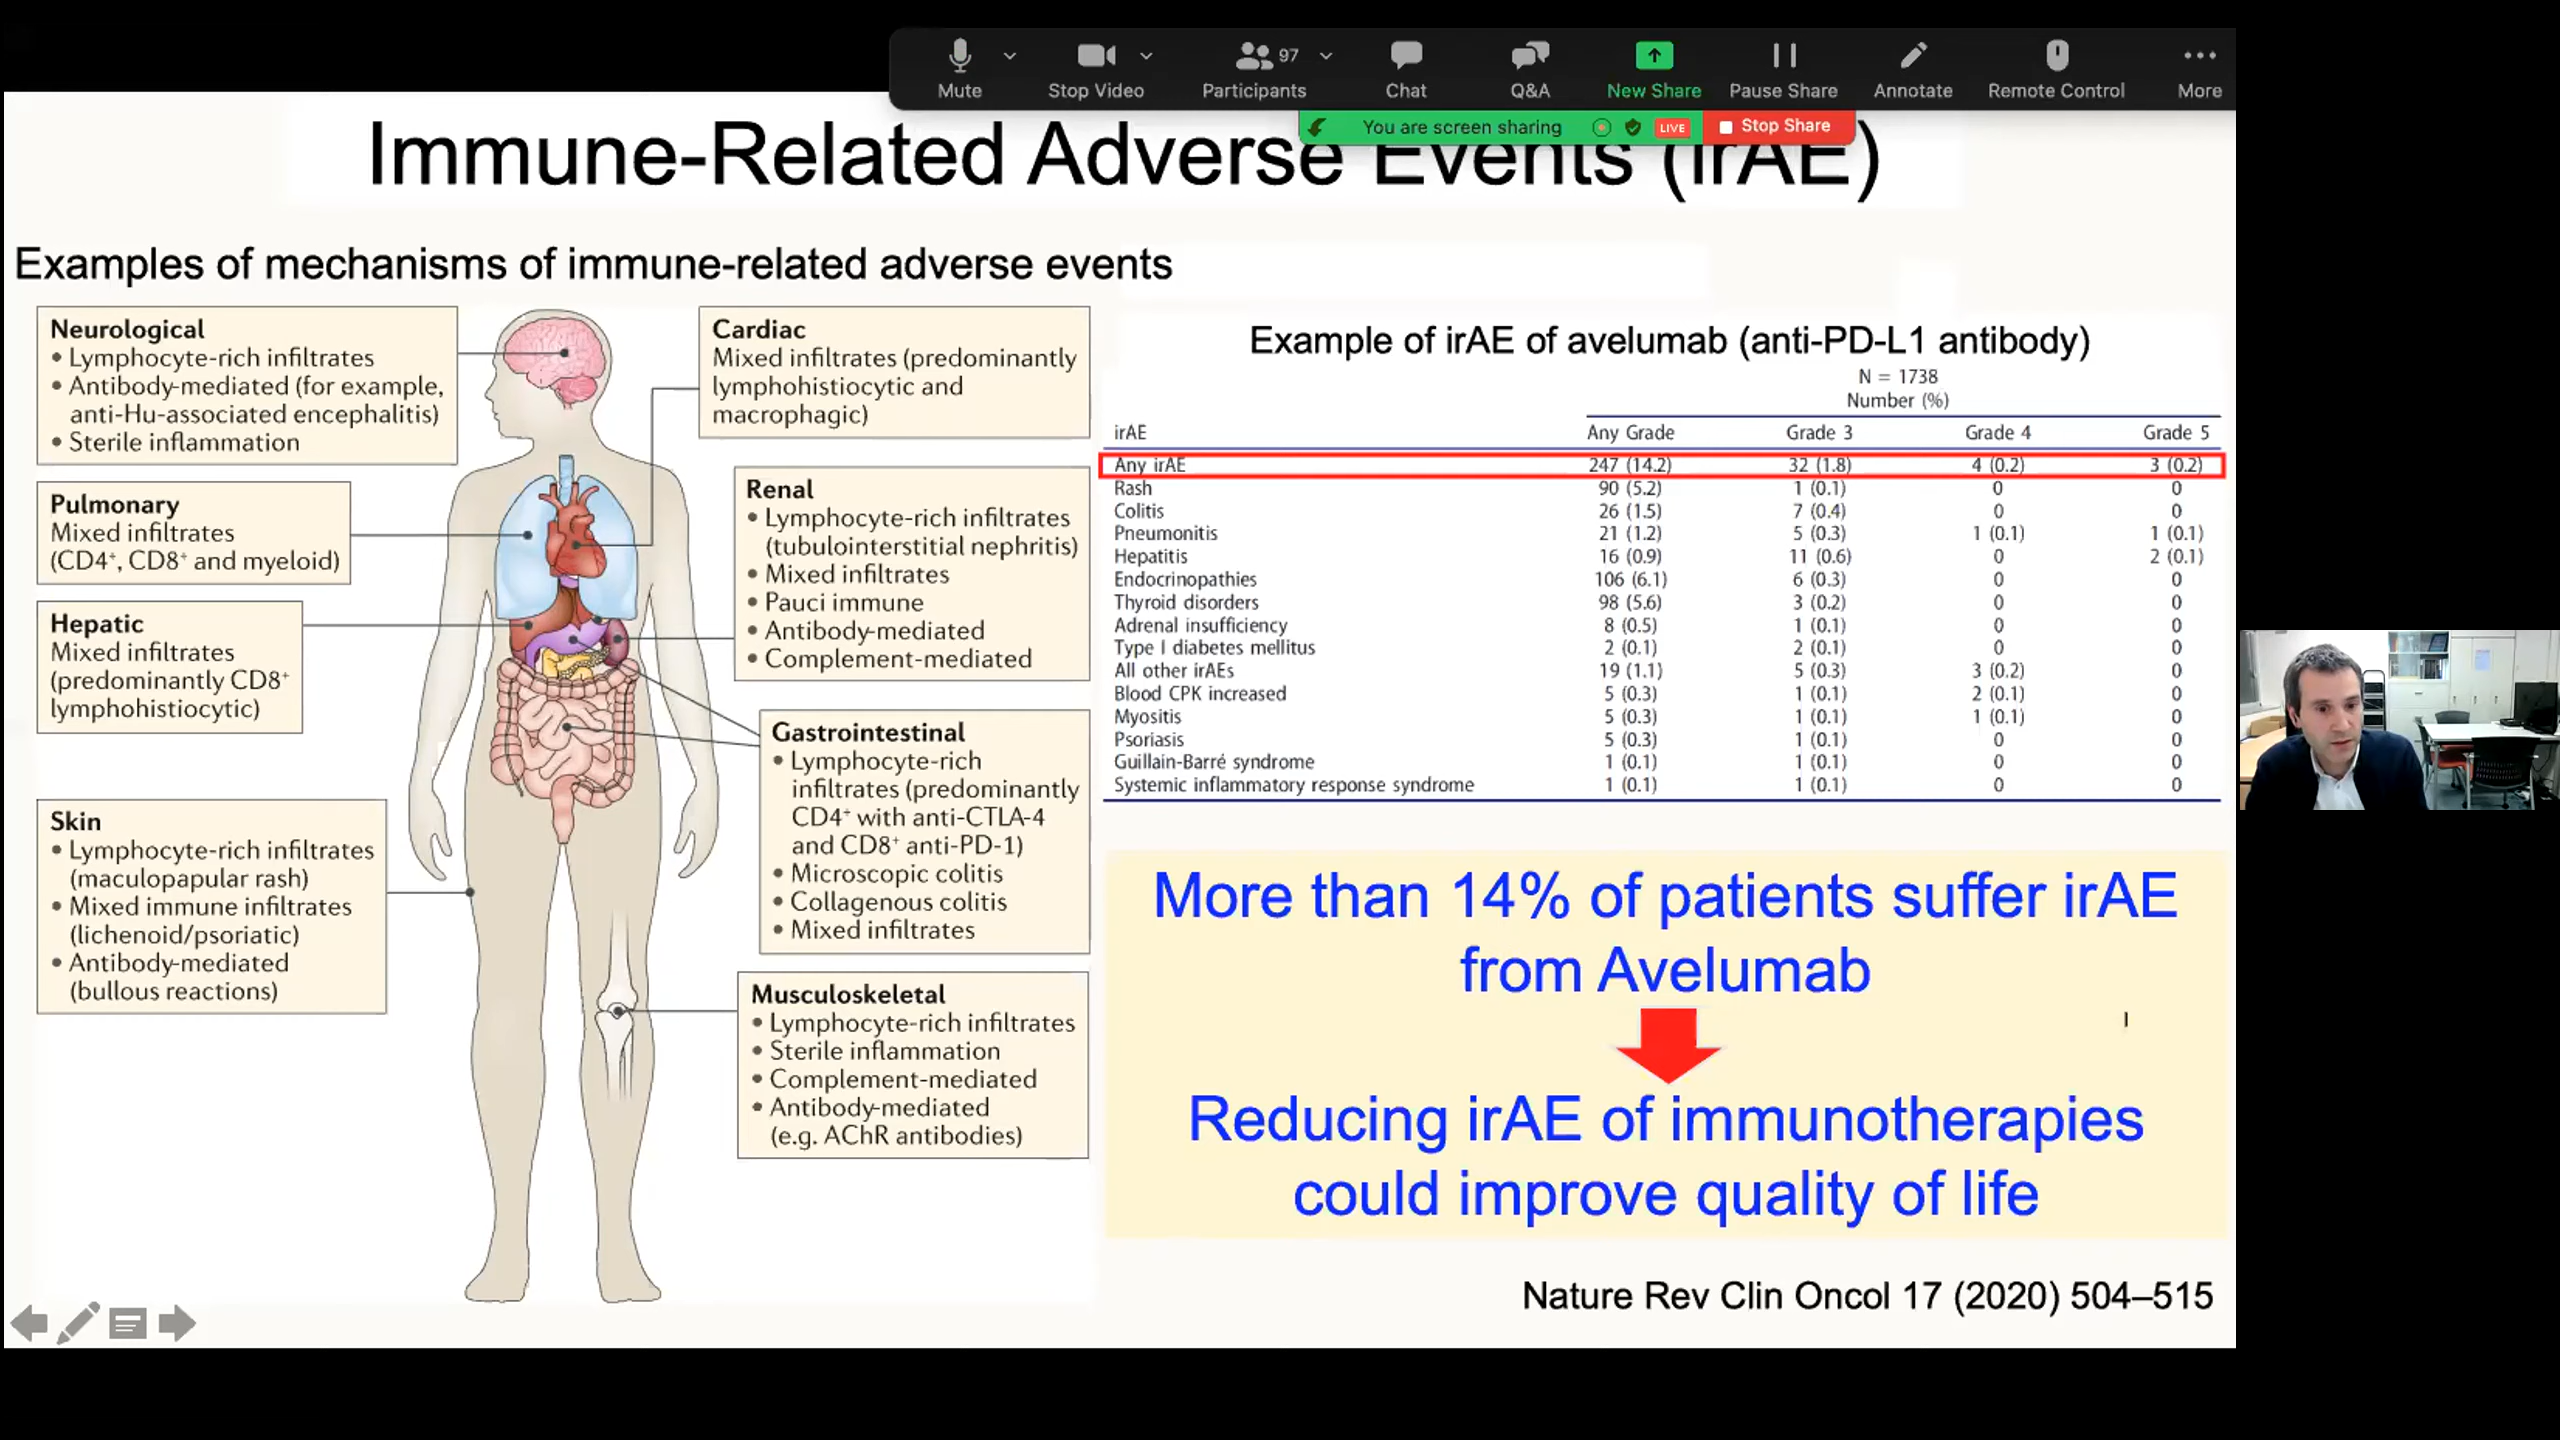 97
Mute
Stop Video
Participants
Chat
Q&A
New Share
Pause Share
Annotate
Remote Control
More
You are screen sharing
LIVE
Stop Share
Immune-Related Adverse Events (irAE)
Examples of mechanisms of immune-related adverse events
Neurological
• Lymphocyte-rich infiltrates
• Antibody-mediated (for example,
anti-Hu-associated encephalitis)
• Sterile inflammation
Pulmonary
Mixed infiltrates
(CD4⁺, CD8⁺ and myeloid)
Hepatic
Mixed infiltrates
(predominantly CD8⁺
lymphohistiocytic)
Skin
• Lymphocyte-rich infiltrates
(maculopapular rash)
• Mixed immune infiltrates
(lichenoid/psoriatic)
• Antibody-mediated
(bullous reactions)
Cardiac
Mixed infiltrates (predominantly
lymphohistiocytic and
macrophagic)
Renal
• Lymphocyte-rich infiltrates
(tubulointerstitial nephritis)
• Mixed infiltrates
• Pauci immune
• Antibody-mediated
• Complement-mediated
Gastrointestinal
• Lymphocyte-rich
infiltrates (predominantly
CD4⁺ with anti-CTLA-4
and CD8⁺ anti-PD-1)
• Microscopic colitis
• Collagenous colitis
• Mixed infiltrates
Musculoskeletal
• Lymphocyte-rich infiltrates
• Sterile inflammation
• Complement-mediated
• Antibody-mediated
(e.g. AChR antibodies)
Example of irAE of avelumab (anti-PD-L1 antibody)
N = 1738
Number (%)
irAE Any Grade Grade 3 Grade 4 Grade 5
Any irAE 247 (14.2) 32 (1.8) 4 (0.2) 3 (0.2)
Rash 90 (5.2) 1 (0.1) 0 0
Colitis 26 (1.5) 7 (0.4) 0 0
Pneumonitis 21 (1.2) 5 (0.3) 1 (0.1) 1 (0.1)
Hepatitis 16 (0.9) 11 (0.6) 0 2 (0.1)
Endocrinopathies 106 (6.1) 6 (0.3) 0 0
Thyroid disorders 98 (5.6) 3 (0.2) 0 0
Adrenal insufficiency 8 (0.5) 1 (0.1) 0 0
Type I diabetes mellitus 2 (0.1) 2 (0.1) 0 0
All other irAEs 19 (1.1) 5 (0.3) 3 (0.2) 0
Blood CPK increased 5 (0.3) 1 (0.1) 2 (0.1) 0
Myositis 5 (0.3) 1 (0.1) 1 (0.1) 0
Psoriasis 5 (0.3) 1 (0.1) 0 0
Guillain-Barré syndrome 1 (0.1) 1 (0.1) 0 0
Systemic inflammatory response syndrome 1 (0.1) 1 (0.1) 0 0
More than 14% of patients suffer irAE
from Avelumab
Reducing irAE of immunotherapies
could improve quality of life
Nature Rev Clin Oncol 17 (2020) 504–515